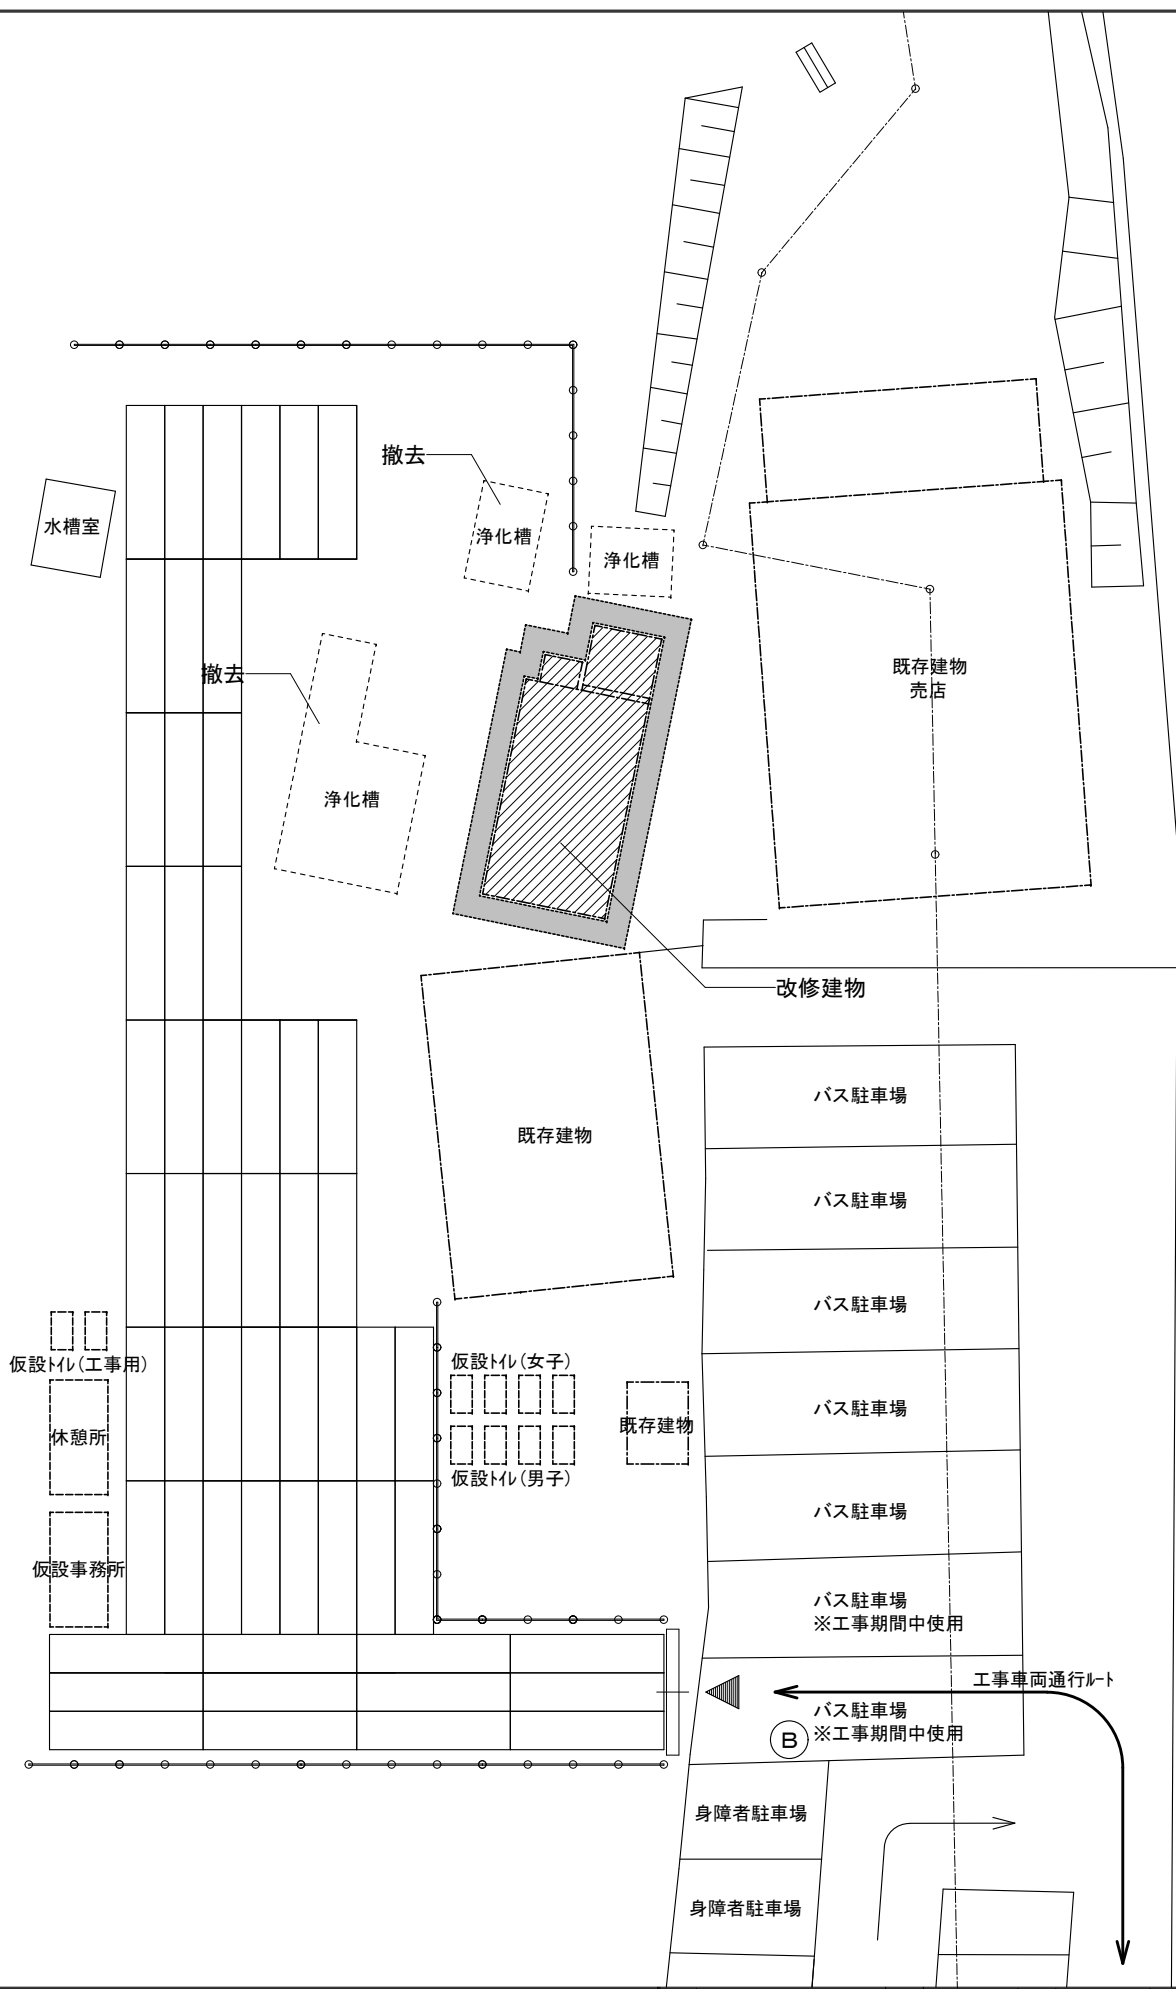 撤去
水槽室
浄化槽
浄化槽
既存建物
売店
撤去
浄化槽
改修建物
バス駐車場
既存建物
バス駐車場
バス駐車場
仮設ﾄｲﾚ(工事用)
仮設ﾄｲﾚ(女子)
バス駐車場
休憩所
既存建物
仮設ﾄｲﾚ(男子)
バス駐車場
仮設事務所
バス駐車場
※工事期間中使用
工事車両通行ﾙｰﾄ
バス駐車場
※工事期間中使用
B
身障者駐車場
身障者駐車場